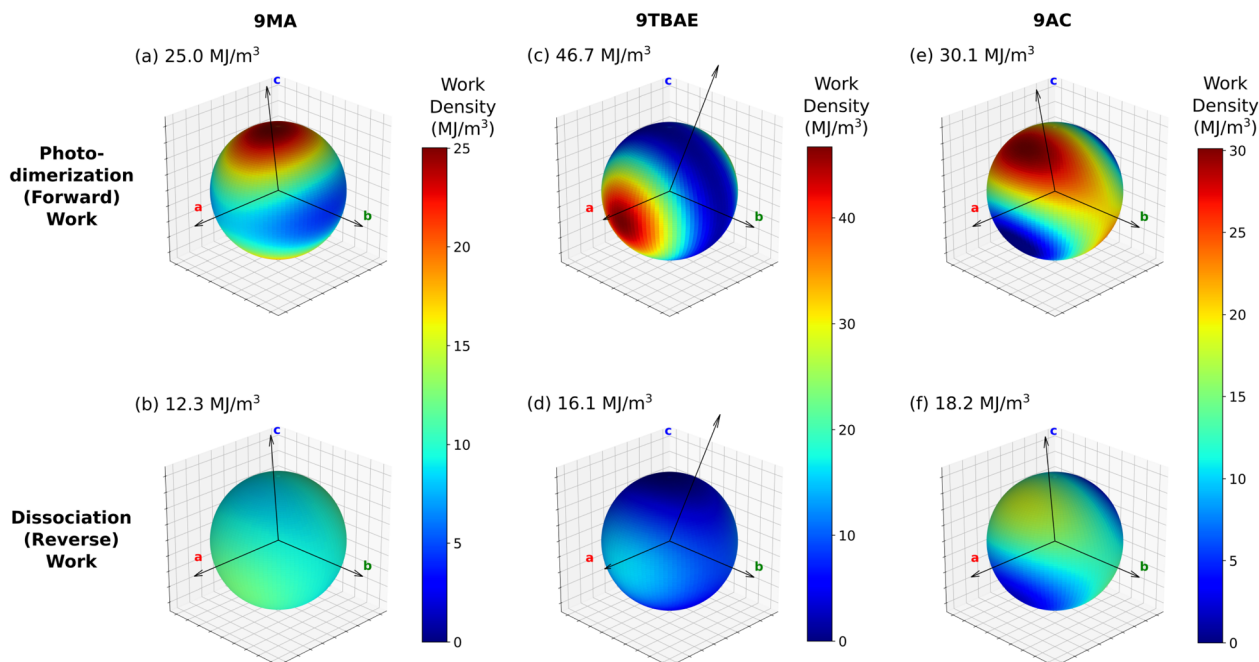 9MA
9TBAE
9AC
(a) 25.0 MJ/m³
(c) 46.7 MJ/m³
(e) 30.1 MJ/m³
Photo-
dimerization
(Forward)
Work
c
a
b
Work
Density
(MJ/m³)
25
20
15
10
5
0
c
a
b
Work
Density
(MJ/m³)
40
30
20
10
0
c
a
b
Work
Density
(MJ/m³)
30
25
20
15
10
5
0
(b) 12.3 MJ/m³
(d) 16.1 MJ/m³
(f) 18.2 MJ/m³
Dissociation
(Reverse)
Work
c
a
b
c
a
b
c
a
b